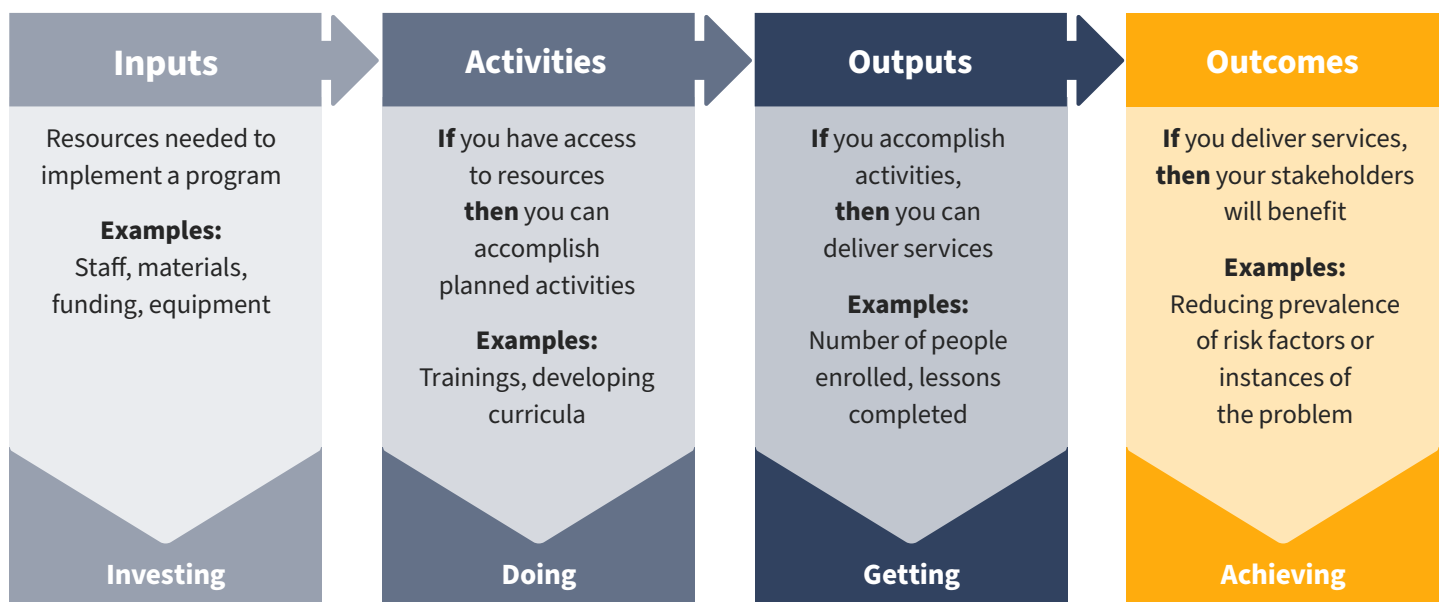 Inputs
Resources needed to
implement a program
Examples:
Staff, materials,
funding, equipment
Investing
Activities
If you have access
to resources
then you can
accomplish
planned activities
Examples:
Trainings, developing
curricula
Doing
Outputs
If you accomplish
activities,
then you can
deliver services
Examples:
Number of people
enrolled, lessons
completed
Getting
Outcomes
If you deliver services,
then your stakeholders
will benefit
Examples:
Reducing prevalence
of risk factors or
instances of
the problem
Achieving